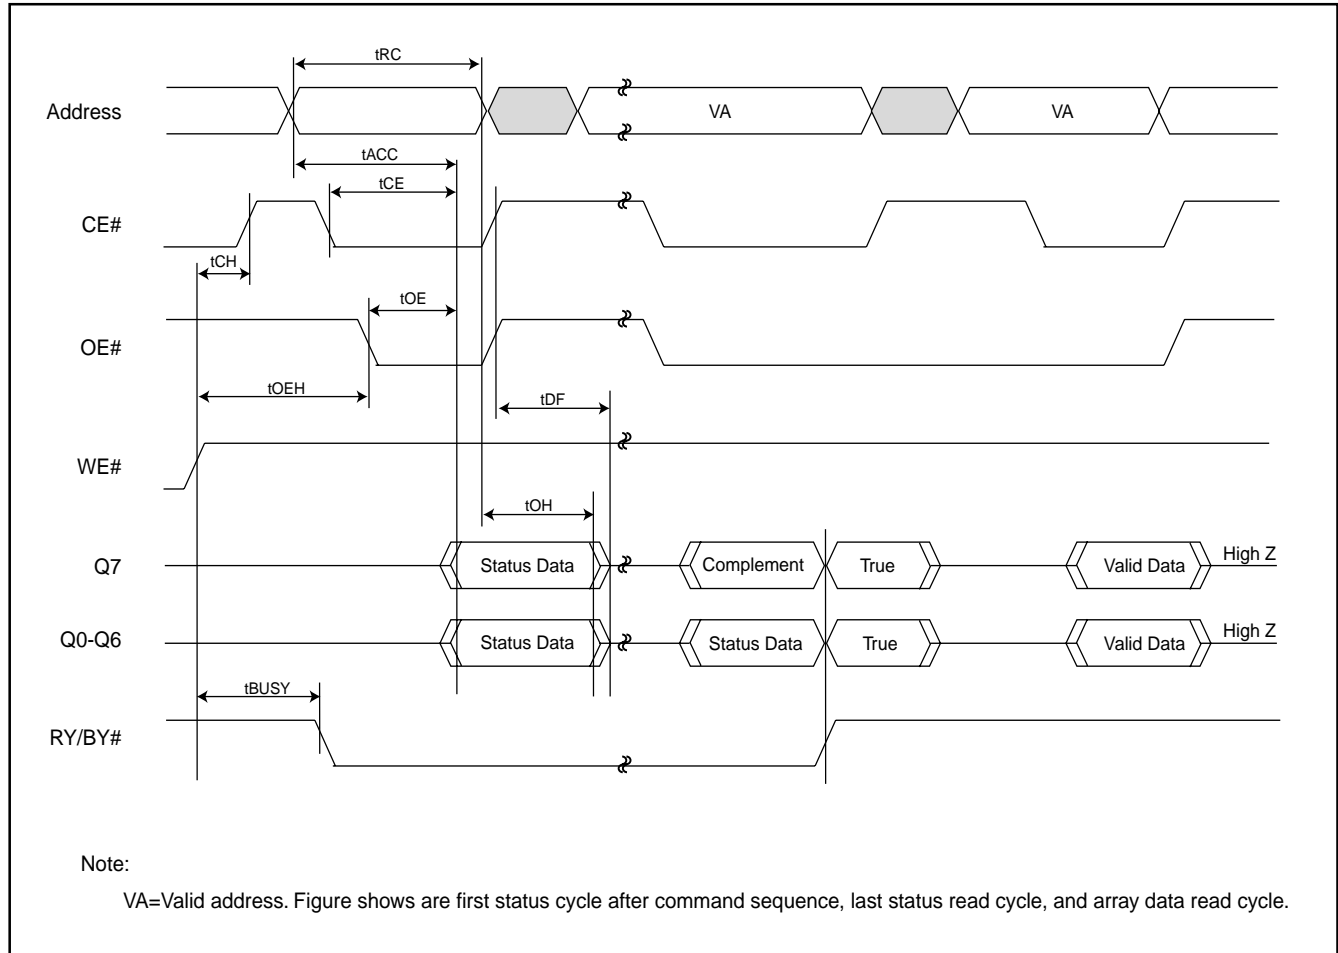 tRC
Address
VA
VA
tACC
tCE
CE#
tCH
tOE
OE#
tOEH
tDF
WE#
tOH
Q7
Status Data
Complement
True
Valid Data
High Z
Q0-Q6
Status Data
Status Data
True
Valid Data
High Z
tBUSY
RY/BY#
Note:
VA=Valid address. Figure shows are first status cycle after command sequence, last status read cycle, and array data read cycle.